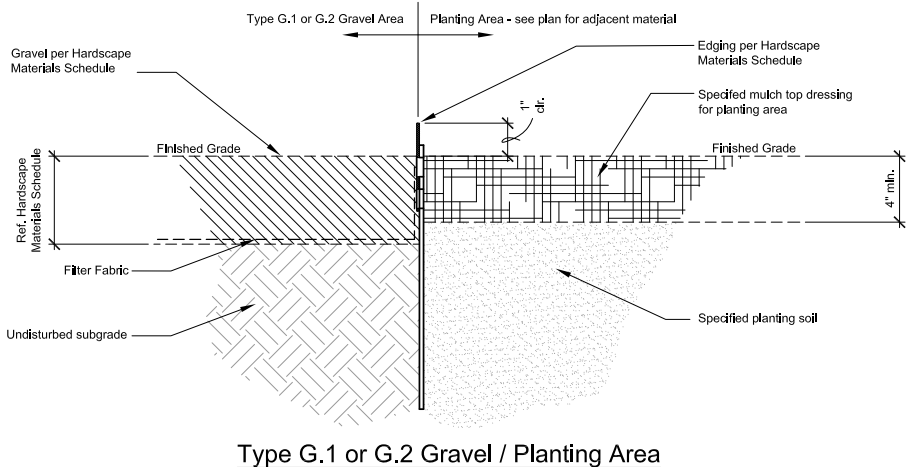 Type G.1 or G.2 Gravel Area
Planting Area - see plan for adjacent material
Gravel per Hardscape
Materials Schedule
Edging per Hardscape
Materials Schedule
1"
clr.
Specifed mulch top dressing
for planting area
Finished Grade
Finished Grade
Ref. Hardscape
Materials Schedule
4" min.
Filter Fabric
Undisturbed subgrade
Specified planting soil
Type G.1 or G.2 Gravel / Planting Area